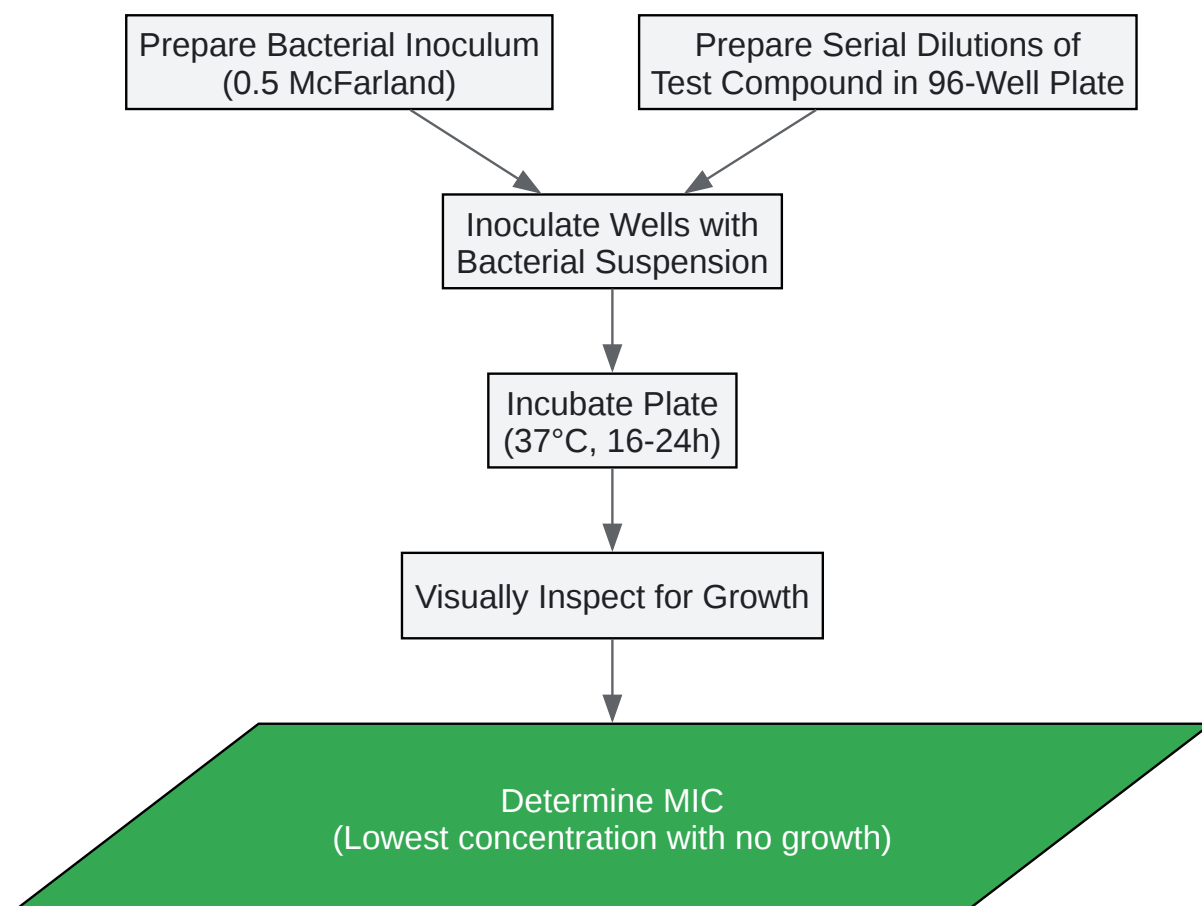 Prepare Bacterial Inoculum
(0.5 McFarland)
Prepare Serial Dilutions of
Test Compound in 96-Well Plate
Inoculate Wells with
Bacterial Suspension
Incubate Plate
(37°C, 16-24h)
Visually Inspect for Growth
Determine MIC
(Lowest concentration with no growth)